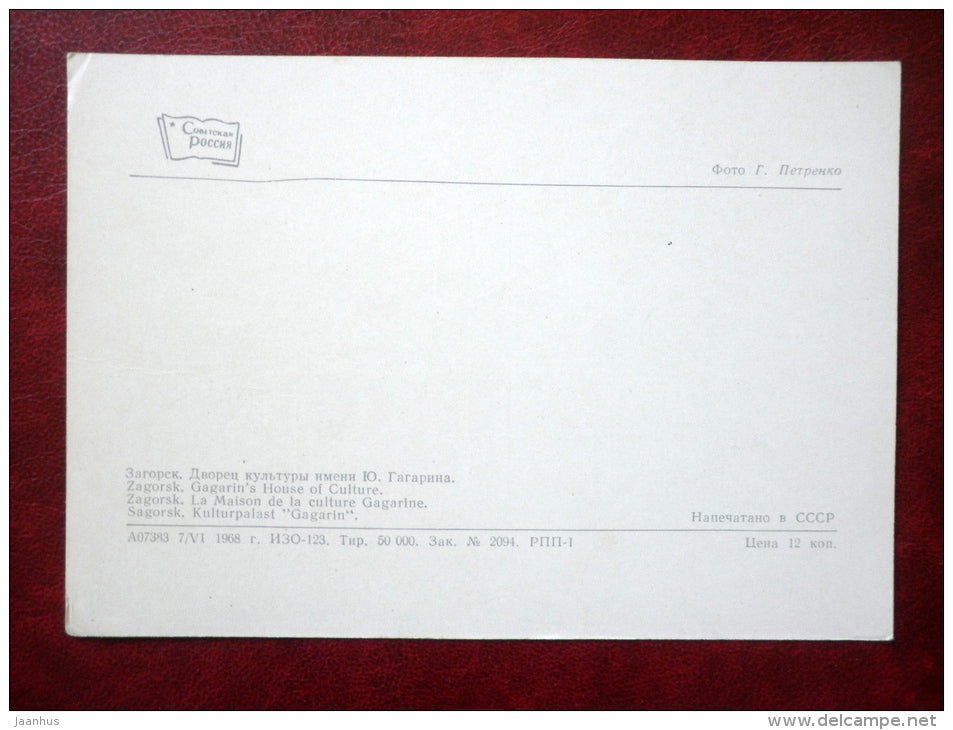 Советская
Россия
Фото Г. Петренко
Загорск. Дворец культуры имени Ю. Гагарина.
Zagorsk. Gagarin's House of Culture.
Zagorsk. La Maison de la culture Gagarine.
Sagorsk. Kulturpalast "Gagarin“.
Напечатано в СССР
А07383 7/VI 1968 г. ИЗО-123. Тир. 50 000. Зак. № 2094. РПП-1
Цена 12 коп.
jaanhus
www.delcampe.net